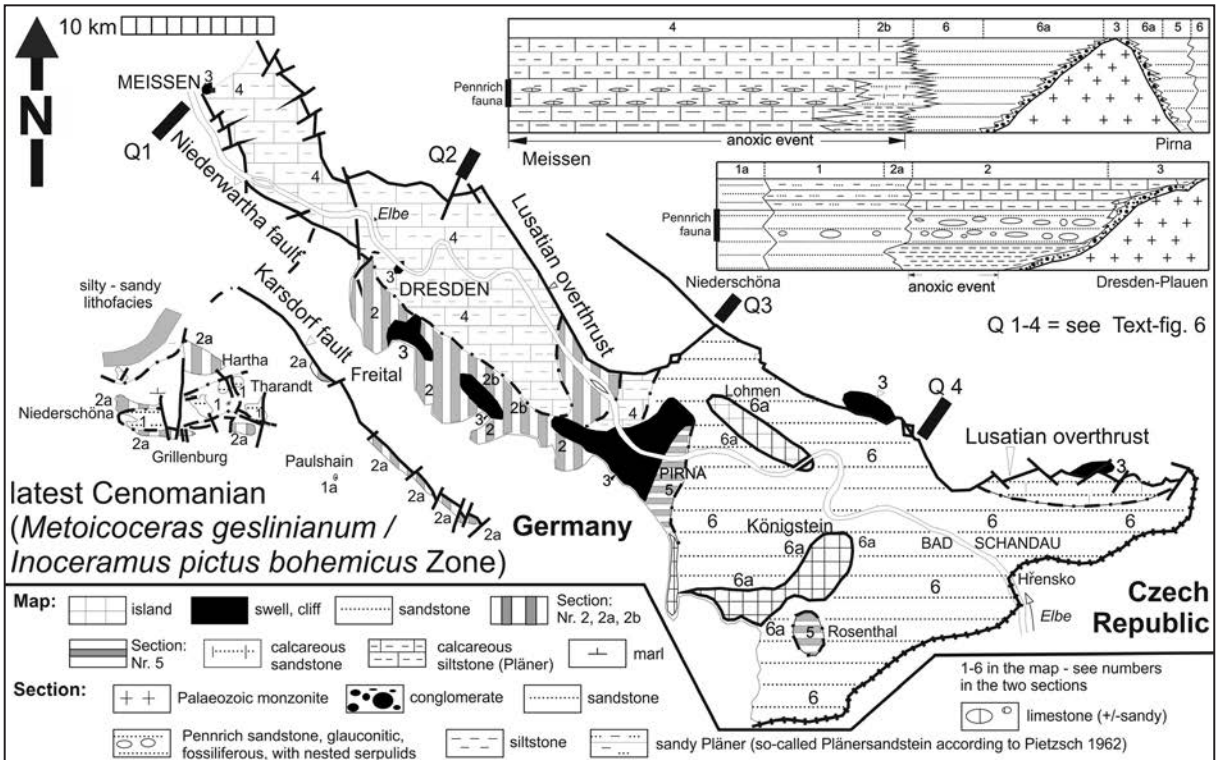 10 km
N
MEISSEN
3
4
Q1
Niederwartha fault
4
Q2
Elbe
4
Lusatian overthrust
3
DRESDEN
4
2
3
Freital
2
2b
2b
3
2
2
4
Karsdorf fault
silty - sandy
lithofacies
2a
Hartha
2a
Tharandt
1
1
1
Niederschöna
2a
2a
1
2a
2a
Grillenburg
Paulshain
1a
2a
2a
2a
2a
latest Cenomanian
(Metoicoceras geslinianum /
Inoceramus pictus bohemicus Zone)
Germany
4 2b 6 6a 3 6a 5 6
Pennrich
fauna
anoxic event
Meissen
Pirna
1a 1 2a 2 3
Pennrich
fauna
anoxic event
Dresden-Plauen
Niederschöna
Q 1-4 = see Text-fig. 6
Q3
Lohmen
6a
6a
3
Q 4
Lusatian overthrust
3
6
PIRNA
3
5
6
Königstein
6a
6a
6
6
6
BAD SCHANDAU
6a
6
Hřensko
Elbe
Czech
Republic
6a
5
Rosenthal
6
Map:
island
swell, cliff
sandstone
Section:
Nr. 2, 2a, 2b
Section:
Nr. 5
calcareous
sandstone
calcareous
siltstone (Pläner)
marl
Section:
Palaeozoic monzonite
conglomerate
sandstone
Pennrich sandstone, glauconitic,
fossiliferous, with nested serpulids
siltstone
sandy Pläner (so-called Plänersandstein according to Pietzsch 1962)
1-6 in the map - see numbers
in the two sections
limestone (+/-sandy)